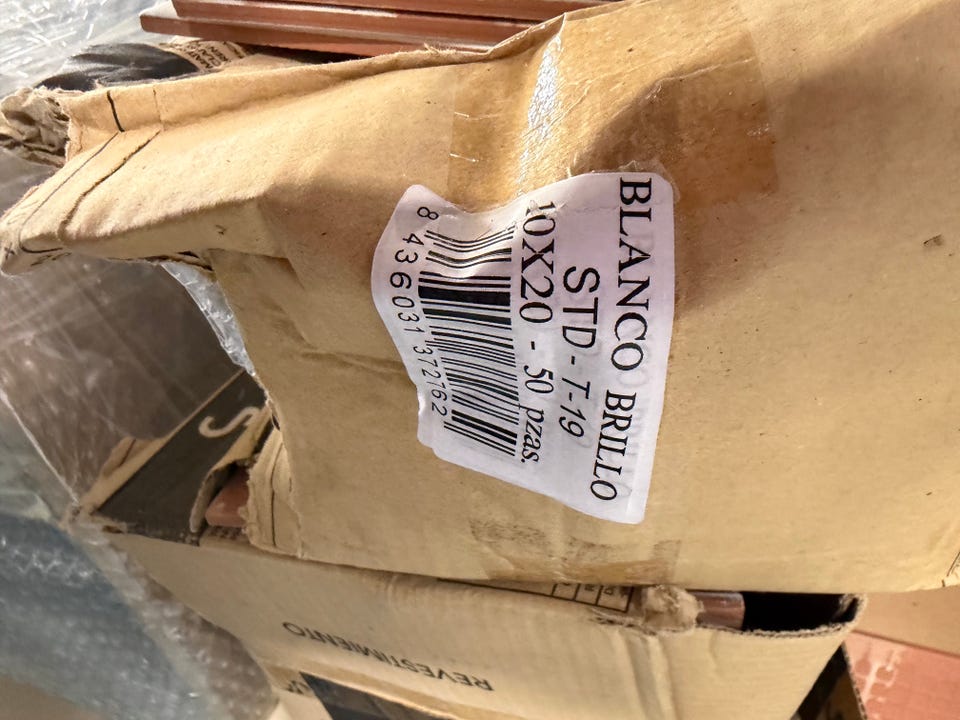 BLANCO BRILLO
STD - T-19
10X20 - 50 pzas.
8 436031 372762
REVESTIMIENTO